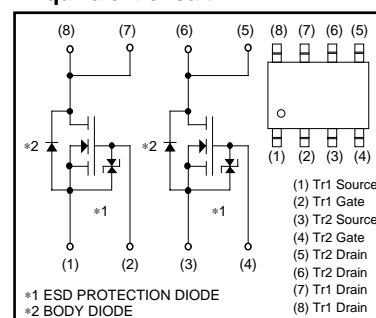 (8) (7) (6) (5)
(8) (7) (6) (5)
*2
*1
*2
*1
(1) (2) (3) (4)
(1) (2) (3) (4)
(1) Tr1 Source
(2) Tr1 Gate
(3) Tr2 Source
(4) Tr2 Gate
(5) Tr2 Drain
(6) Tr2 Drain
(7) Tr1 Drain
(8) Tr1 Drain
*1 ESD PROTECTION DIODE
*2 BODY DIODE